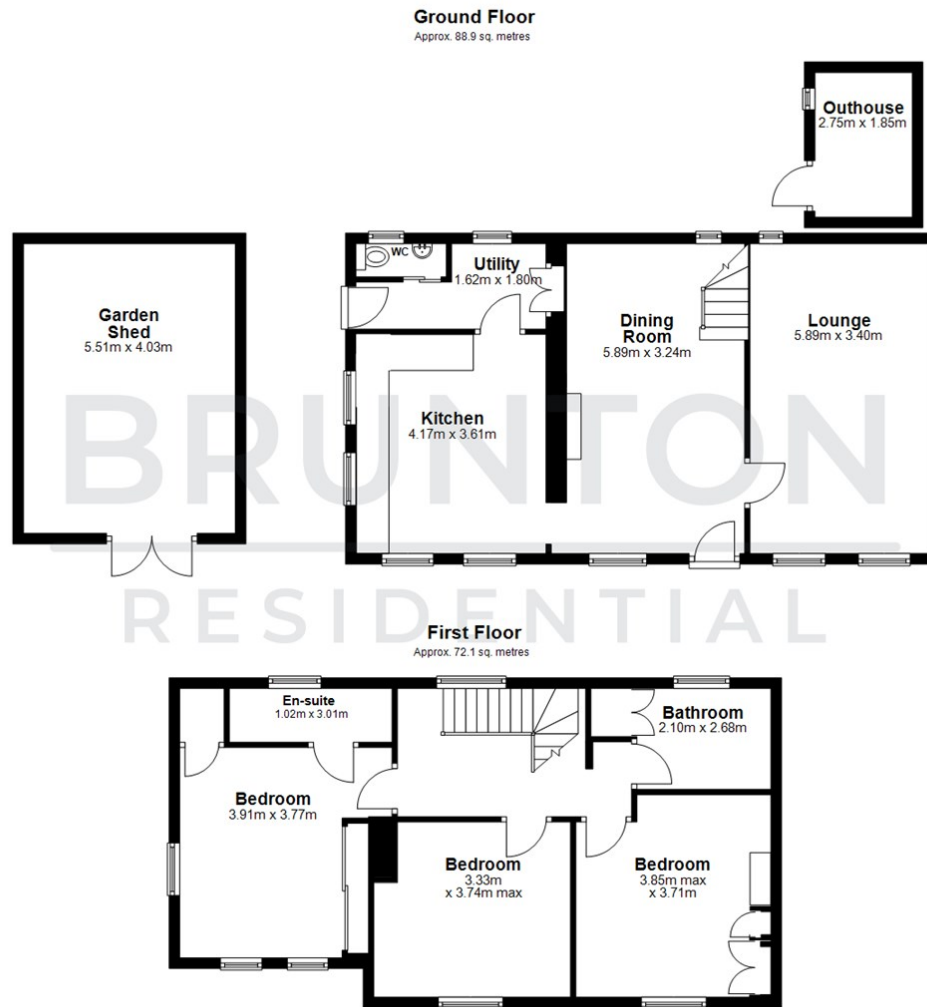 Ground Floor
Approx. 88.9 sq. metres
Outhouse
2.75m x 1.85m
WC
Utility
1.62m x 1.80m
Garden
Shed
5.51m x 4.03m
Dining
Room
5.89m x 3.24m
Lounge
5.89m x 3.40m
Kitchen
4.17m x 3.61m
BRUNTON
RESIDENTIAL
First Floor
Approx. 72.1 sq. metres
En-suite
1.02m x 3.01m
Bathroom
2.10m x 2.68m
Bedroom
3.91m x 3.77m
Bedroom
3.33m
x 3.74m max
Bedroom
3.85m max
x 3.71m